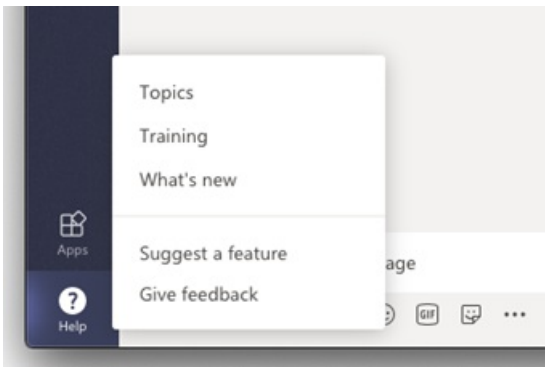 Topics
Training
What's new
Suggest a feature
Give feedback
Apps
? Help
age
GIF